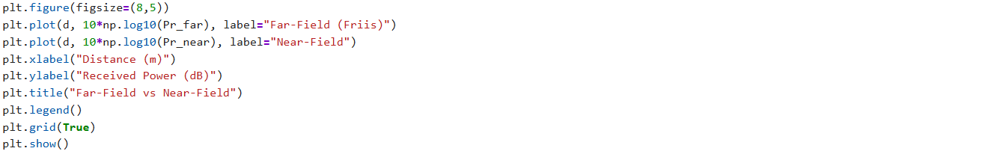 plt.figure(figsize=(8,5))
plt.plot(d, 10*np.log10(Pr_far), label="Far-Field (Friis)")
plt.plot(d, 10*np.log10(Pr_near), label="Near-Field")
plt.xlabel("Distance (m)")
plt.ylabel("Received Power (dB)")
plt.title("Far-Field vs Near-Field")
plt.legend()
plt.grid(True)
plt.show()